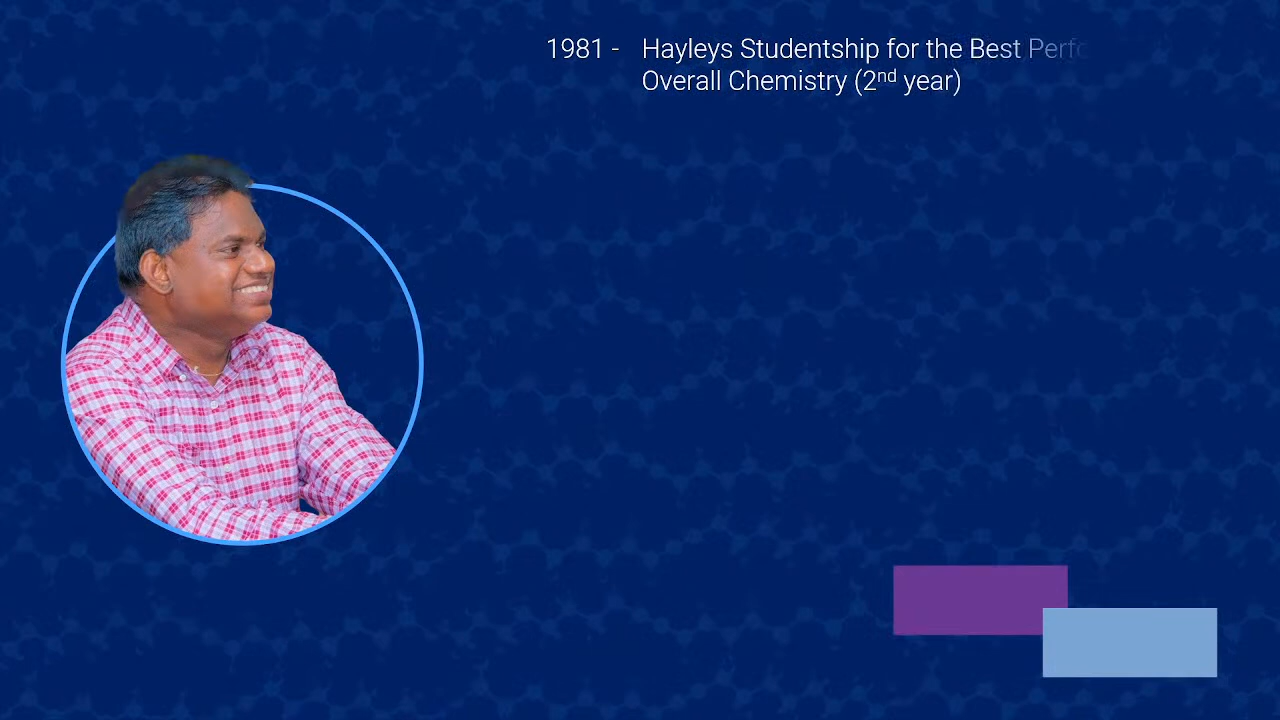 1981 - Hayleys Studentship for the Best
Overall Chemistry (2nd year)